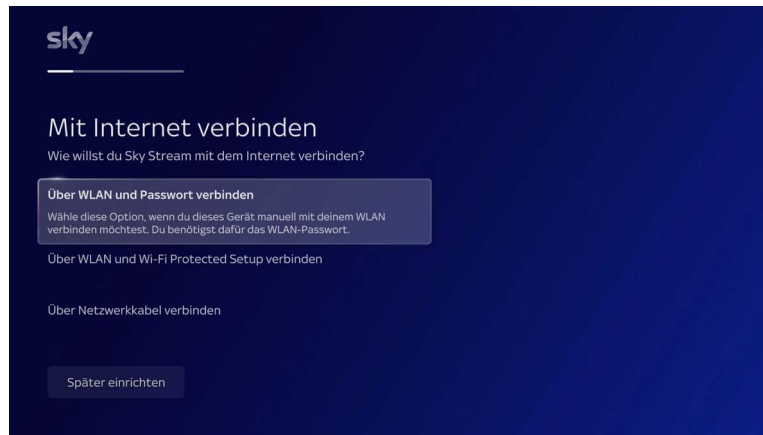 sky
Mit Internet verbinden
Wie willst du Sky Stream mit dem Internet verbinden?
Über WLAN und Passwort verbinden
Wähle diese Option, wenn du dieses Gerät manuell mit deinem WLAN
verbinden möchtest. Du benötigst dafür das WLAN-Passwort.
Über WLAN und Wi-Fi Protected Setup verbinden
Über Netzwerkkabel verbinden
Später einrichten